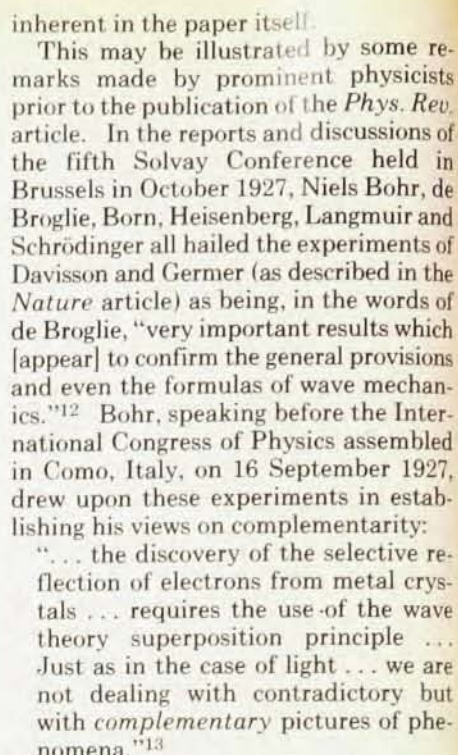 inherent in the paper itself.
This may be illustrated by some re-
marks made by prominent physicists
prior to the publication of the Phys. Rev.
article. In the reports and discussions of
the fifth Solvay Conference held in
Brussels in October 1927, Niels Bohr, de
Broglie, Born, Heisenberg, Langmuir and
Schrödinger all hailed the experiments of
Davisson and Germer (as described in the
Nature article) as being, in the words of
de Broglie, "very important results which
[appear] to confirm the general provisions
and even the formulas of wave mechan-
ics."12 Bohr, speaking before the Inter-
national Congress of Physics assembled
in Como, Italy, on 16 September 1927,
drew upon these experiments in estab-
lishing his views on complementarity:
"... the discovery of the selective re-
flection of electrons from metal crys-
tals ... requires the use of the wave
theory superposition principle ...
Just as in the case of light ... we are
not dealing with contradictory but
with complementary pictures of phe-
nomena."13